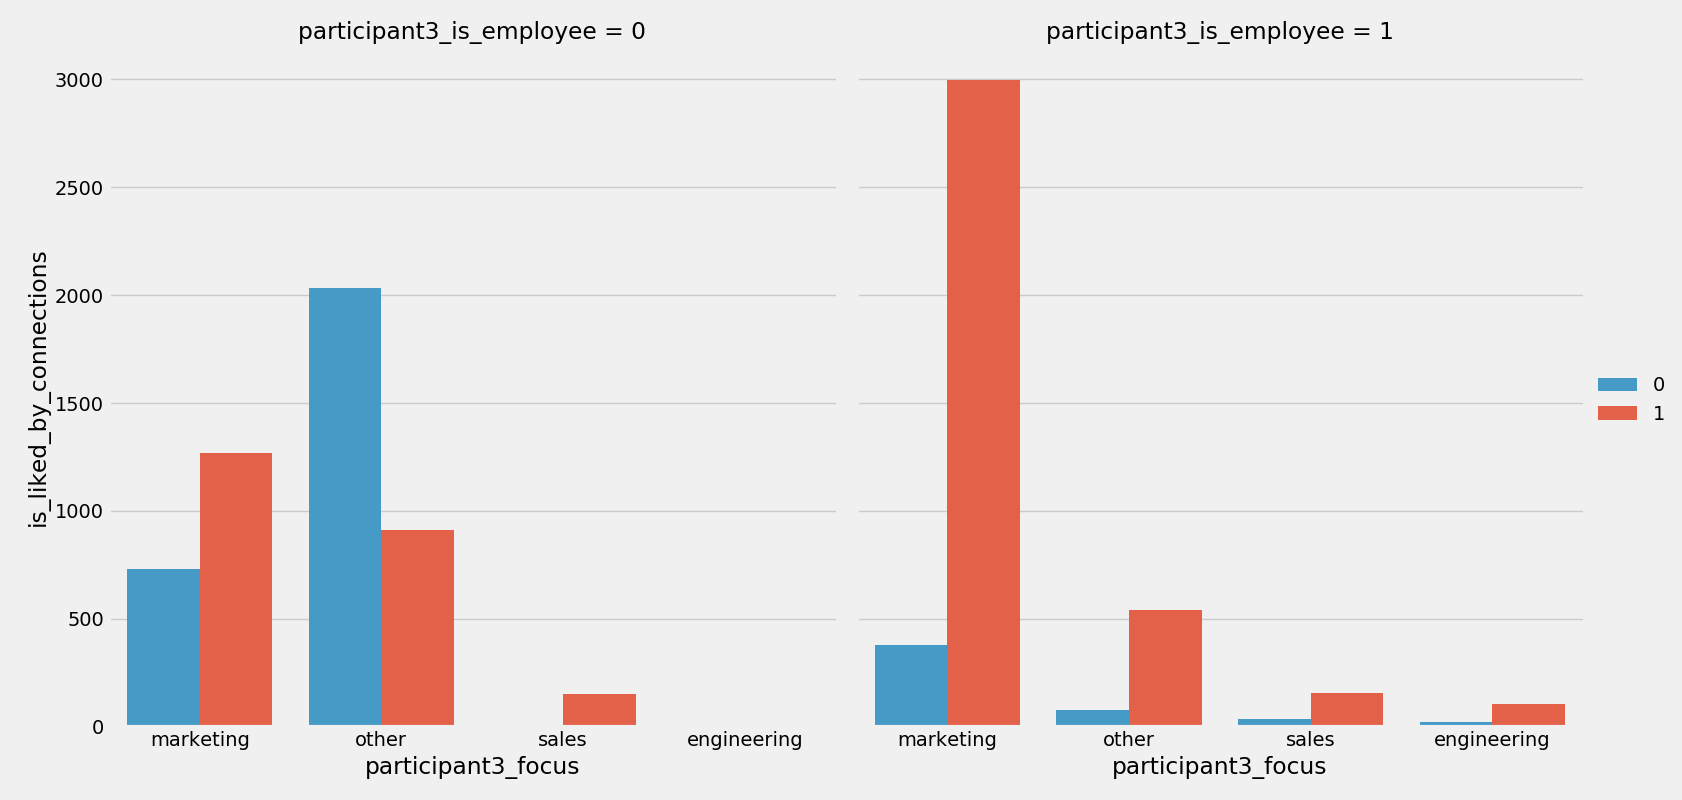 participant3_is_employee = 0
participant3_is_employee = 1
is_liked_by_connections
3000
2500
2000
1500
1000
500
0
marketing other sales engineering
marketing other sales engineering
participant3_focus
participant3_focus
0
1